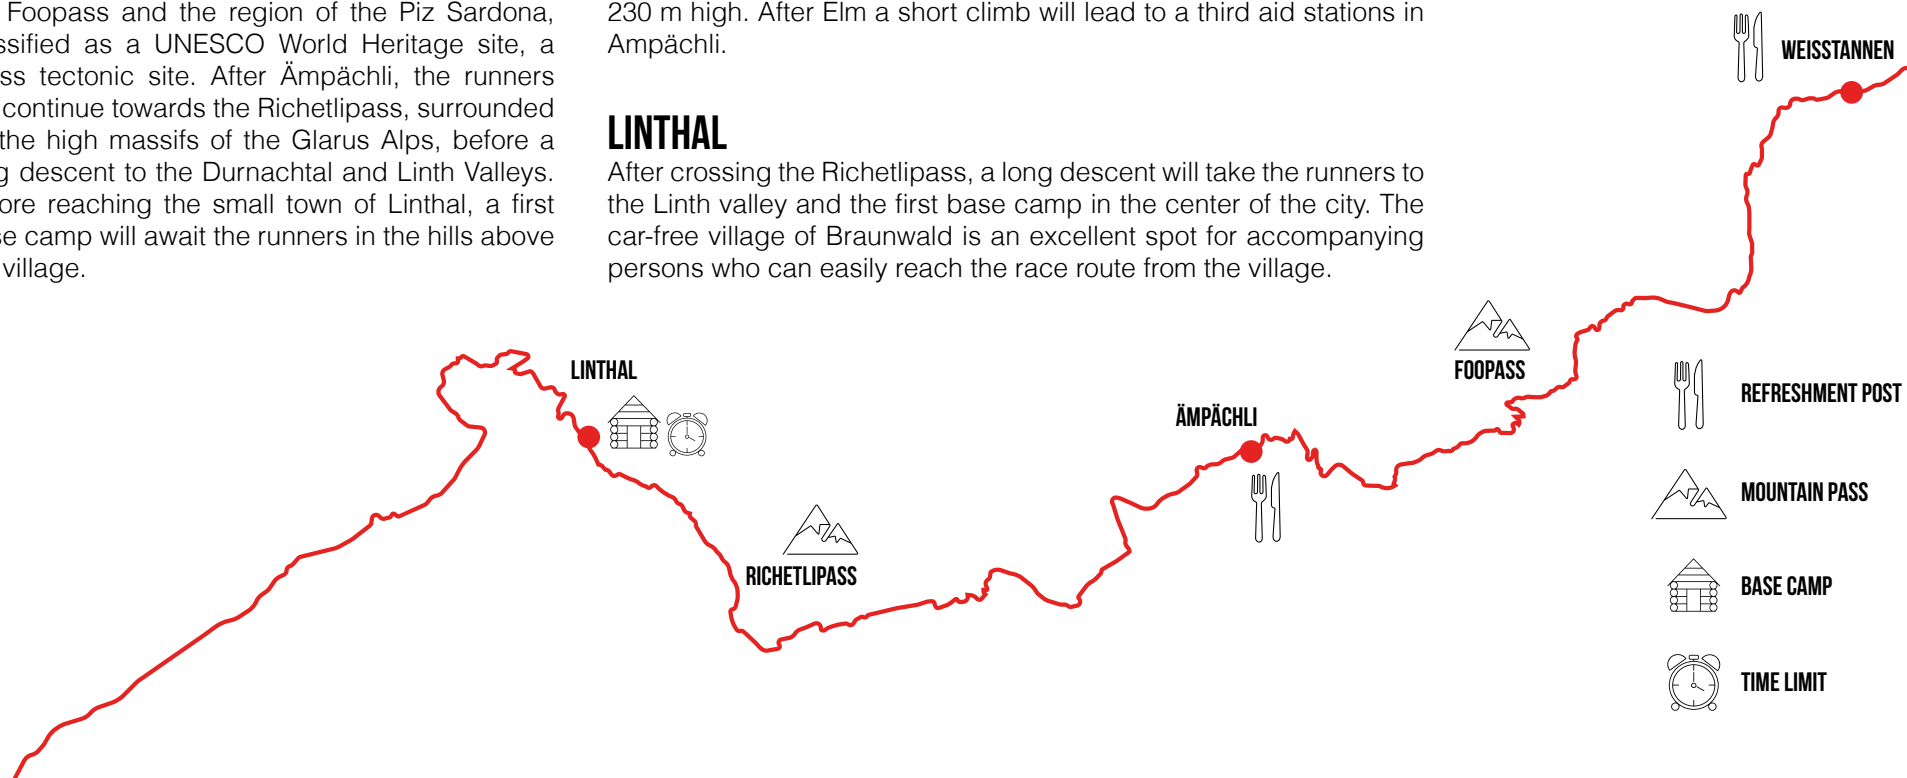 Foopass and the region of the Piz Sardona,
ssified as a UNESCO World Heritage site, a
ss tectonic site. After Ämpächli, the runners
continue towards the Richetlipass, surrounded
the high massifs of the Glarus Alps, before a
g descent to the Durnachtal and Linth Valleys.
ore reaching the small town of Linthal, a first
se camp will await the runners in the hills above
village.
230 m high. After Elm a short climb will lead to a third aid stations in
Ampächli.
LINTHAL
After crossing the Richetlipass, a long descent will take the runners to
the Linth valley and the first base camp in the center of the city. The
car-free village of Braunwald is an excellent spot for accompanying
persons who can easily reach the race route from the village.
WEISSTANNEN
FOOPASS
ÄMPÄCHLI
LINTHAL
RICHETLIPASS
REFRESHMENT POST
MOUNTAIN PASS
BASE CAMP
TIME LIMIT